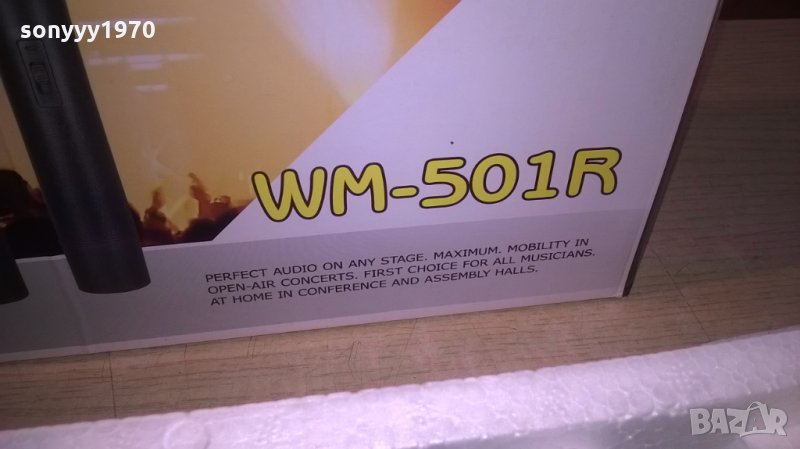 sonyyy1970
WM-501R
PERFECT AUDIO ON ANY STAGE. MAXIMUM. MOBILITY IN
OPEN-AIR CONCERTS. FIRST CHOICE FOR ALL MUSICIANS.
AT HOME IN CONFERENCE AND ASSEMBLY HALLS.
BAZAR